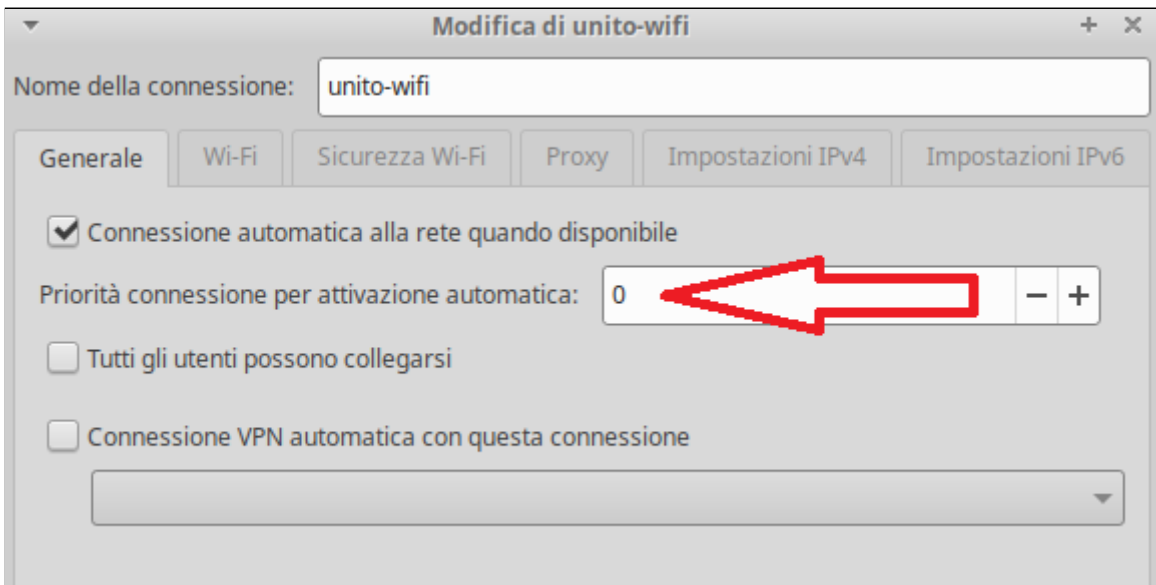 Modifica di unito-wifi
Nome della connessione: unito-wifi
Generale Wi-Fi Sicurezza Wi-Fi Proxy Impostazioni IPv4 Impostazioni IPv6
Connessione automatica alla rete quando disponibile
Priorità connessione per attivazione automatica: 0
Tutti gli utenti possono collegarsi
Connessione VPN automatica con questa connessione